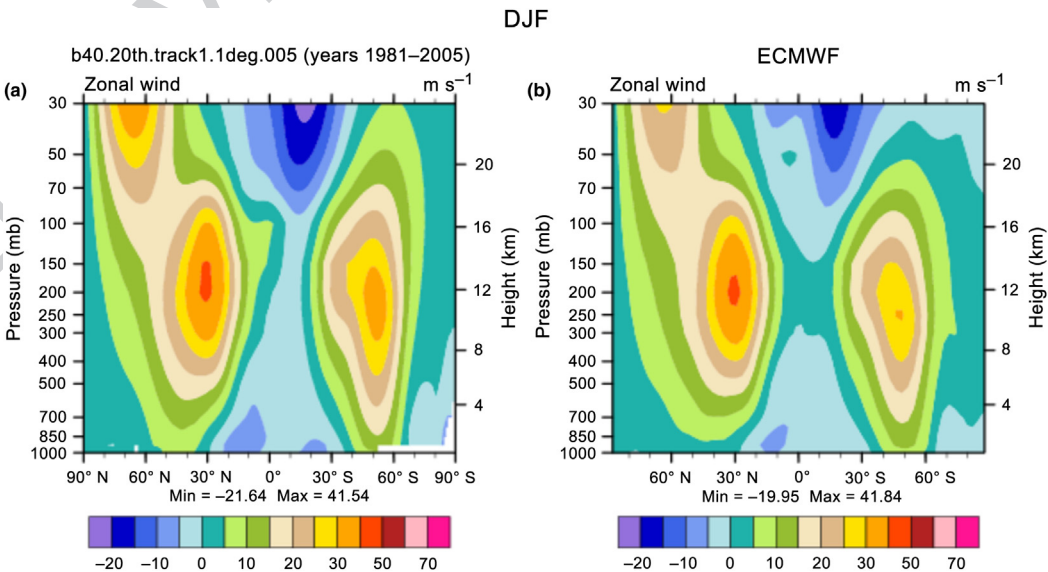 DJF
b40.20th.track1.1deg.005 (years 1981–2005)
(a)
Zonal wind
m s–1
30
50
70
100
150
200
250
300
400
500
700
850
1000
Pressure (mb)
20
16
12
8
4
Height (km)
90° N 60° N 30° N 0° 30° S 60° S 90° S
Min = –21.64 Max = 41.54
–20 –10 0 10 20 30 50 70
ECMWF
(b)
Zonal wind
m s–1
30
50
70
100
150
200
250
300
400
500
700
850
1000
Pressure (mb)
20
16
12
8
4
Height (km)
60° N 30° N 0° 30° S 60° S
Min = –19.95 Max = 41.84
–20 –10 0 10 20 30 50 70